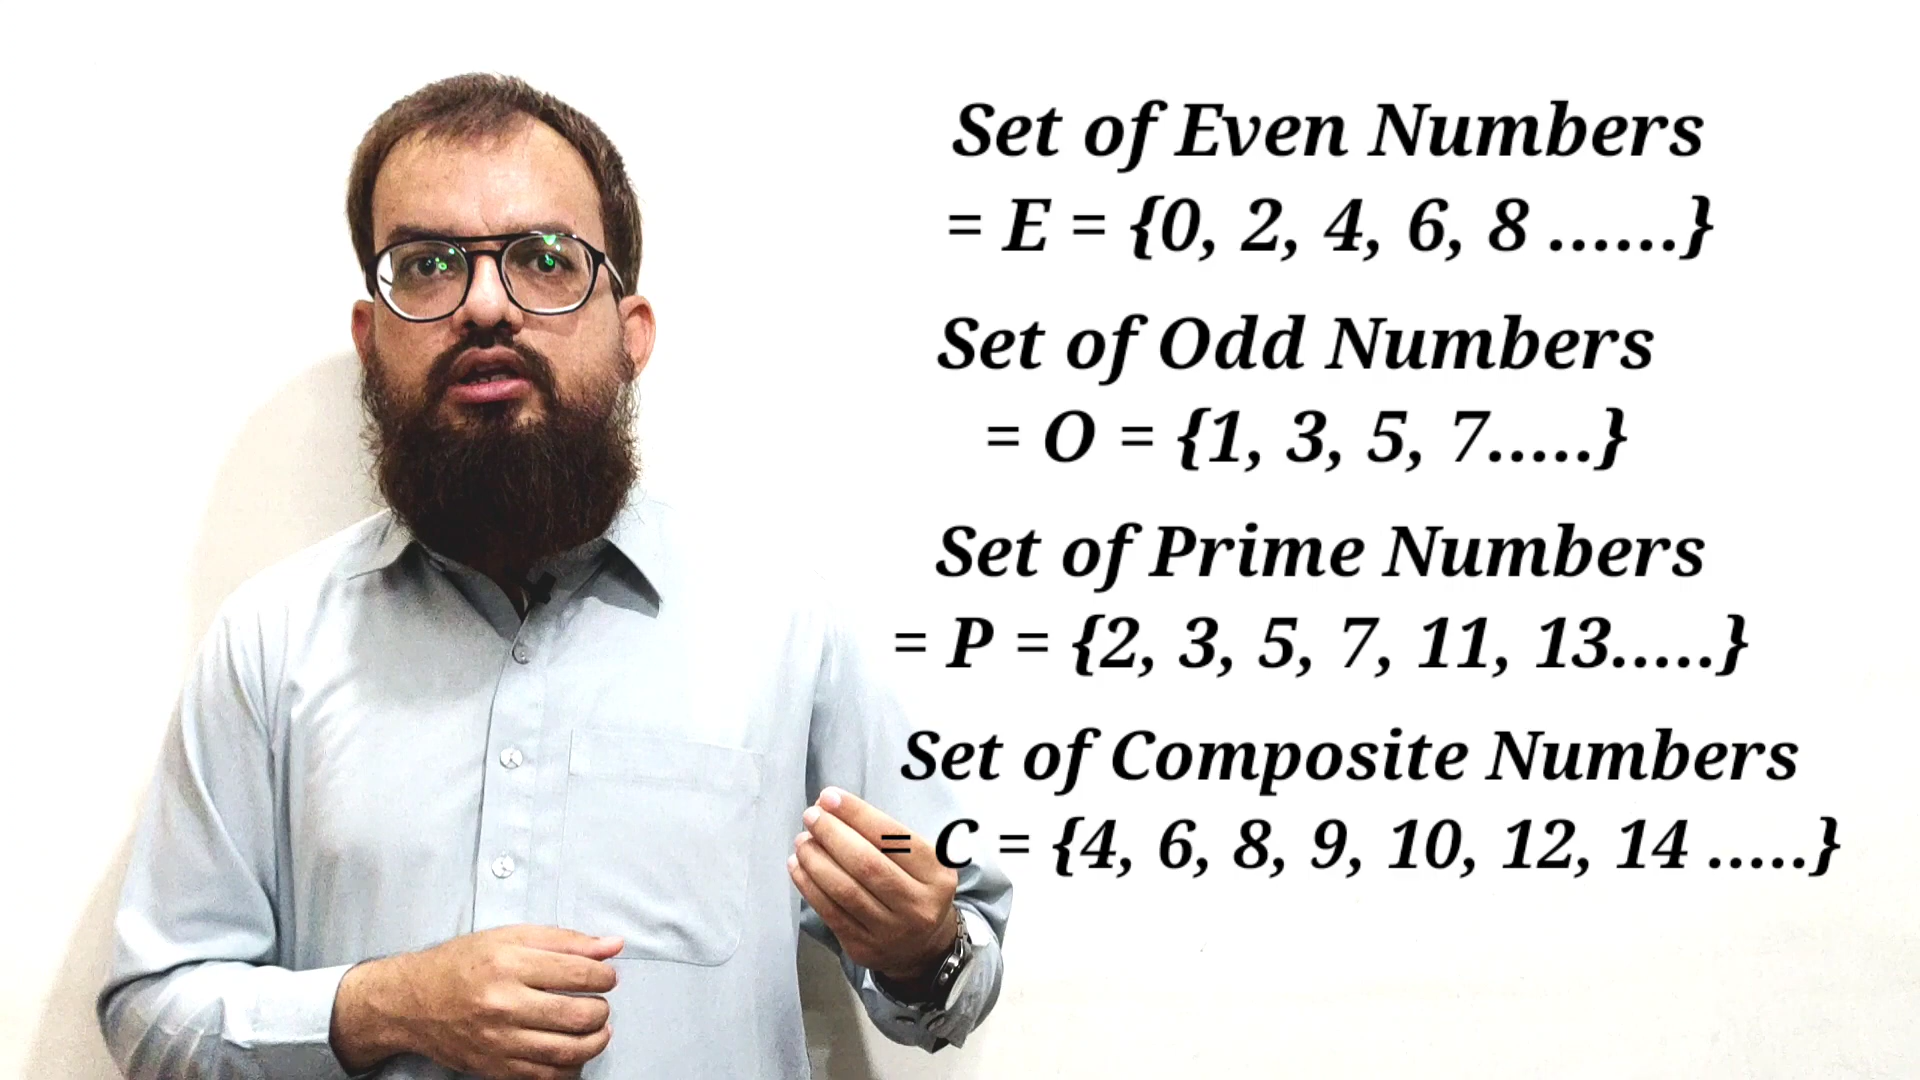 Set of Even Numbers
= E = {0, 2, 4, 6, 8 ......}
Set of Odd Numbers
= O = {1, 3, 5, 7.....}
Set of Prime Numbers
= P = {2, 3, 5, 7, 11, 13.....}
Set of Composite Numbers
= C = {4, 6, 8, 9, 10, 12, 14 .....}